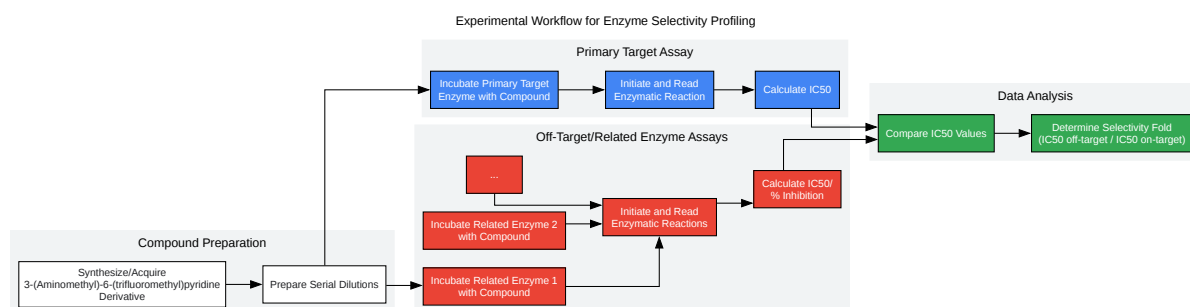 Experimental Workflow for Enzyme Selectivity Profiling
Primary Target Assay
Incubate Primary Target
Enzyme with Compound
Initiate and Read
Enzymatic Reaction
Calculate IC50
Data Analysis
Compare IC50 Values
Determine Selectivity Fold
(IC50 off-target / IC50 on-target)
Off-Target/Related Enzyme Assays
...
Calculate IC50/
% Inhibition
Incubate Related Enzyme 2
with Compound
Initiate and Read
Enzymatic Reactions
Incubate Related Enzyme 1
with Compound
Compound Preparation
Synthesize/Acquire
3-(Aminomethyl)-6-(trifluoromethyl)pyridine
Derivative
Prepare Serial Dilutions